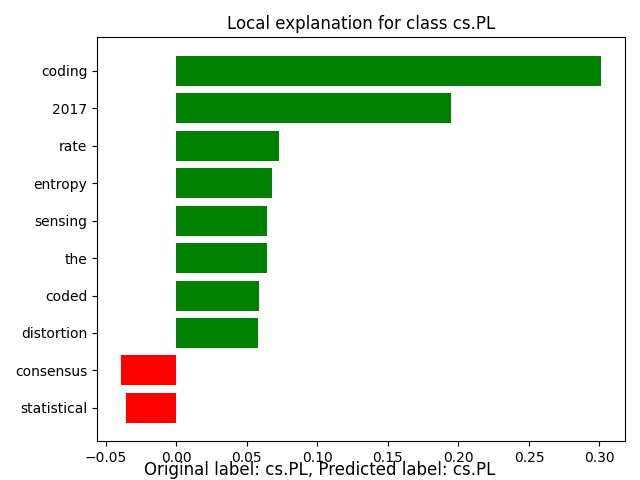 Local explanation for class cs.PL
coding
2017
rate
entropy
sensing
the
coded
distortion
consensus
statistical
−0.05 0.00 0.05 0.10 0.15 0.20 0.25 0.30
Original label: cs.PL, Predicted label: cs.PL